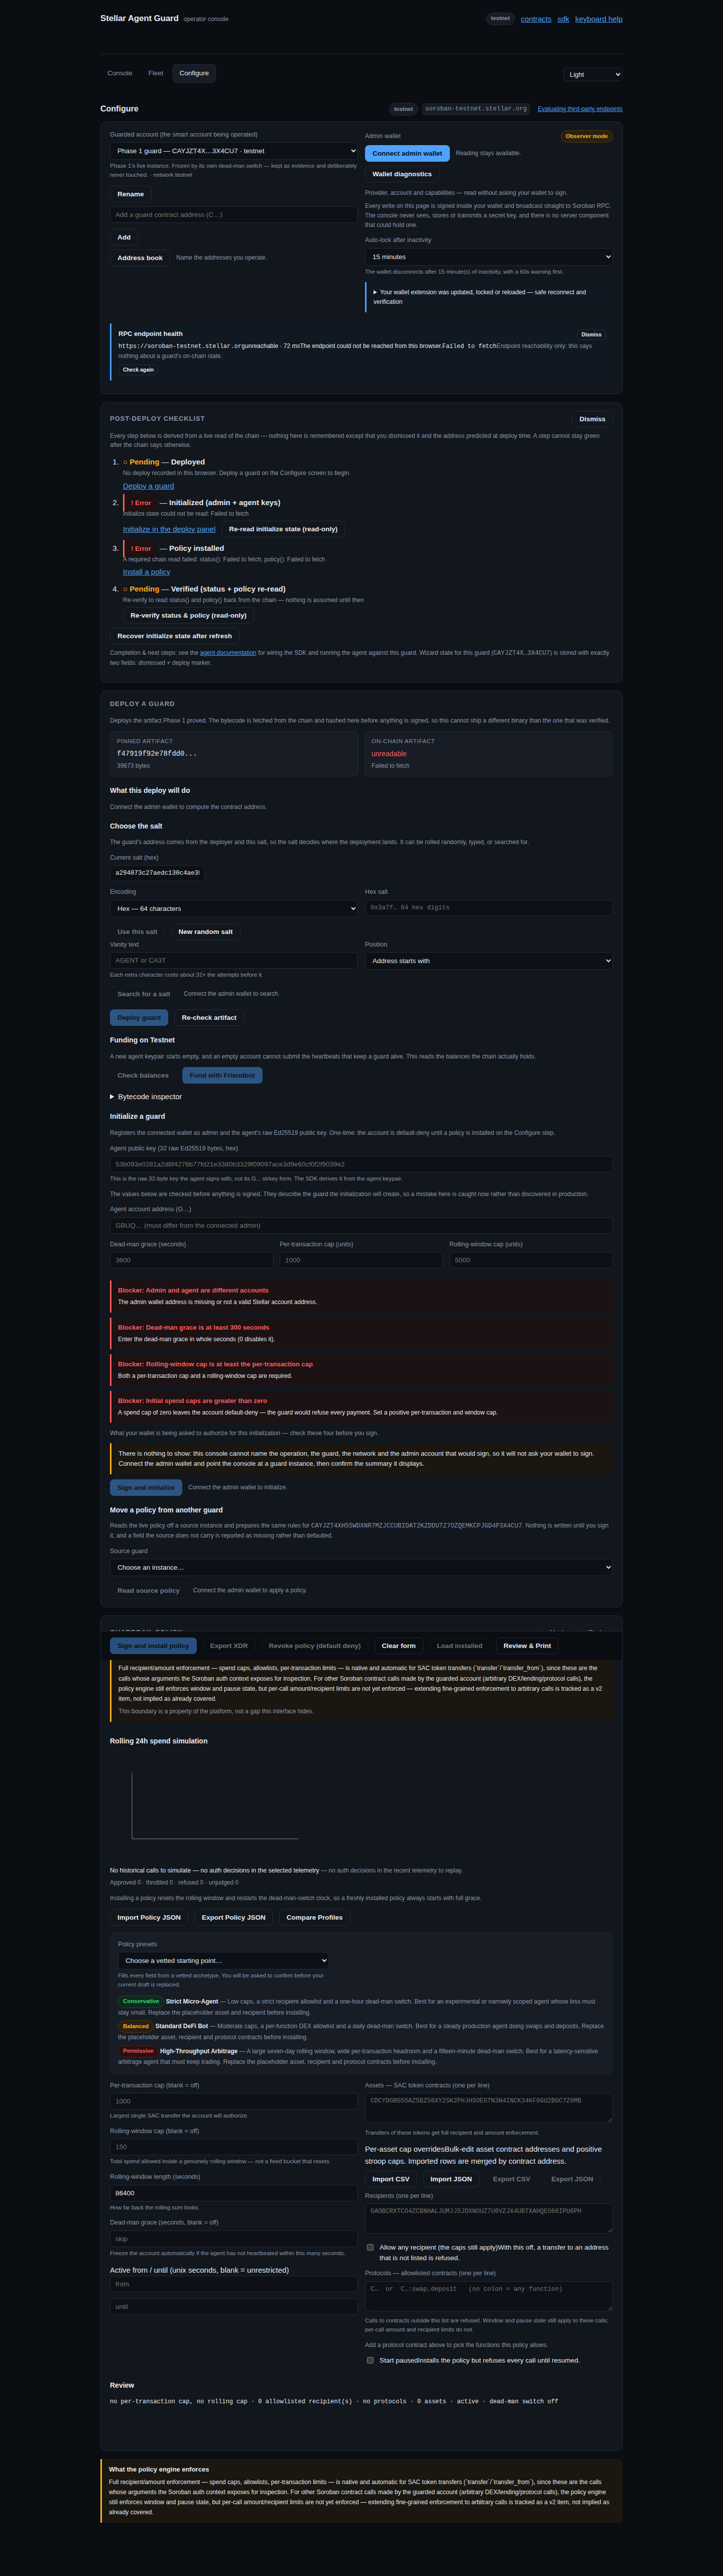 Stellar Agent Guard operator console
testnet contracts sdk keyboard help
Console Fleet Configure
Light
Configure
testnet soroban-testnet.stellar.org Evaluating third-party endpoints
Guarded account (the smart account being operated)
Phase 1 guard — CAYJZT4X…3X4CU7 · testnet
Phase 1's live instance. Frozen by its own dead-man switch — kept as evidence and deliberately
never touched. · network testnet
Rename
Add a guard contract address (C…)
Add
Address book Name the addresses you operate.
Admin wallet Observer mode
Connect admin wallet Reading stays available.
Wallet diagnostics
Provider, account and capabilities — read without asking your wallet to sign.
Every write on this page is signed inside your wallet and broadcast straight to Soroban RPC.
The console never sees, stores or transmits a secret key, and there is no server component
that could hold one.
Auto-lock after inactivity
15 minutes
The wallet disconnects after 15 minute(s) of inactivity, with a 60s warning first.
Your wallet extension was updated, locked or reloaded — safe reconnect and
verification
RPC endpoint health Dismiss
https://soroban-testnet.stellar.orgunreachable · 72 msThe endpoint could not be reached from this browser.Failed to fetchEndpoint reachability only: this says
nothing about a guard's on-chain state.
Check again
POST-DEPLOY CHECKLIST Dismiss
Every step below is derived from a live read of the chain — nothing here is remembered except that you dismissed it and the address predicted at deploy time. A step cannot stay green
after the chain says otherwise.
1. ○ Pending — Deployed
No deploy recorded in this browser. Deploy a guard on the Configure screen to begin.
Deploy a guard
2. ! Error — Initialized (admin + agent keys)
Initialize state could not be read: Failed to fetch
Initialize in the deploy panel Re-read initialize state (read-only)
3. ! Error — Policy installed
A required chain read failed: status(): Failed to fetch; policy(): Failed to fetch
Install a policy
4. ○ Pending — Verified (status + policy re-read)
Re-verify to read status() and policy() back from the chain — nothing is assumed until then
Re-verify status & policy (read-only)
Recover initialize state after refresh
Completion & next steps: see the agent documentation for wiring the SDK and running the agent against this guard. Wizard state for this guard (CAYJZT4X…3X4CU7) is stored with exactly
two fields: dismissed + deploy marker.
DEPLOY A GUARD
Deploys the artifact Phase 1 proved. The bytecode is fetched from the chain and hashed here before anything is signed, so this cannot ship a different binary than the one that was verified.
PINNED ARTIFACT
f47919f92e78fdd0...
39673 bytes
ON-CHAIN ARTIFACT
unreadable
Failed to fetch
What this deploy will do
Connect the admin wallet to compute the contract address.
Choose the salt
The guard's address comes from the deployer and this salt, so the salt decides where the deployment lands. It can be rolled randomly, typed, or searched for.
Current salt (hex)
a294073c27aedc130c4ae3
Encoding Hex salt
Hex — 64 characters 0x3a7f… 64 hex digits
Use this salt New random salt
Vanity text Position
AGENT or CA37 Address starts with
Each extra character costs about 32× the attempts before it.
Search for a salt Connect the admin wallet to search.
Deploy guard Re-check artifact
Funding on Testnet
A new agent keypair starts empty, and an empty account cannot submit the heartbeats that keep a guard alive. This reads the balances the chain actually holds.
Check balances Fund with Friendbot
Bytecode inspector
Initialize a guard
Registers the connected wallet as admin and the agent's raw Ed25519 public key. One-time: the account is default-deny until a policy is installed on the Configure step.
Agent public key (32 raw Ed25519 bytes, hex)
53b093e0281a2d8f4276b77fd21e3380b3329f09097ace3d9e60cf0f2f9039e2
This is the raw 32-byte key the agent signs with, not its G… strkey form. The SDK derives it from the agent keypair.
The values below are checked before anything is signed. They describe the guard the initialization will create, so a mistake here is caught now rather than discovered in production.
Agent account address (G…)
GBUQ… (must differ from the connected admin)
Dead-man grace (seconds) Per-transaction cap (units) Rolling-window cap (units)
3600 1000 5000
Blocker: Admin and agent are different accounts
The admin wallet address is missing or not a valid Stellar account address.
Blocker: Dead-man grace is at least 300 seconds
Enter the dead-man grace in whole seconds (0 disables it).
Blocker: Rolling-window cap is at least the per-transaction cap
Both a per-transaction cap and a rolling-window cap are required.
Blocker: Initial spend caps are greater than zero
A spend cap of zero leaves the account default-deny — the guard would refuse every payment. Set a positive per-transaction and window cap.
What your wallet is being asked to authorize for this initialization — check these four before you sign.
There is nothing to show: this console cannot name the operation, the guard, the network and the admin account that would sign, so it will not ask your wallet to sign.
Connect the admin wallet and point the console at a guard instance, then confirm the summary it displays.
Sign and initialize Connect the admin wallet to initialize.
Move a policy from another guard
Reads the live policy off a source instance and prepares the same rules for CAYJZT4XH5SWDXNR7MZJCCUBIDAT2KZDDUTZ7OZQEMKCPJGD4P3X4CU7. Nothing is written until you sign
it, and a field the source does not carry is reported as missing rather than defaulted.
Source guard
Choose an instance…
Read source policy Connect the admin wallet to apply a policy.
Sign and install policy Export XDR Revoke policy (default deny) Clear form Load installed Review & Print
Full recipient/amount enforcement — spend caps, allowlists, per-transaction limits — is native and automatic for SAC token transfers (`transfer`/`transfer_from`), since these are the
calls whose arguments the Soroban auth context exposes for inspection. For other Soroban contract calls made by the guarded account (arbitrary DEX/lending/protocol calls), the
policy engine still enforces window and pause state, but per-call amount/recipient limits are not yet enforced — extending fine-grained enforcement to arbitrary calls is tracked as a v2
item, not implied as already covered.
This boundary is a property of the platform, not a gap this interface hides.
Rolling 24h spend simulation
No historical calls to simulate — no auth decisions in the selected telemetry — no auth decisions in the recent telemetry to replay.
Approved 0 · throttled 0 · refused 0 · unjudged 0
Installing a policy resets the rolling window and restarts the dead-man-switch clock, so a freshly installed policy always starts with full grace.
Import Policy JSON Export Policy JSON Compare Profiles
Policy presets
Choose a vetted starting point…
Fills every field from a vetted archetype. You will be asked to confirm before your
current draft is replaced.
Conservative Strict Micro-Agent — Low caps, a strict recipient allowlist and a one-hour dead-man switch. Best for an experimental or narrowly scoped agent whose loss must
stay small. Replace the placeholder asset and recipient before installing.
Balanced Standard DeFi Bot — Moderate caps, a per-function DEX allowlist and a daily dead-man switch. Best for a steady production agent doing swaps and deposits. Replace
the placeholder asset, recipient and protocol contracts before installing.
Permissive High-Throughput Arbitrage — A large seven-day rolling window, wide per-transaction headroom and a fifteen-minute dead-man switch. Best for a latency-sensitive
arbitrage agent that must keep trading. Replace the placeholder asset, recipient and protocol contracts before installing.
Per-transaction cap (blank = off)
1000
Largest single SAC transfer the account will authorize.
Rolling-window cap (blank = off)
150
Total spend allowed inside a genuinely rolling window — not a fixed bucket that resets.
Rolling-window length (seconds)
86400
How far back the rolling sum looks.
Dead-man grace (seconds, blank = off)
skip
Freeze the account automatically if the agent has not heartbeated within this many seconds.
Active from / until (unix seconds, blank = unrestricted)
from
until
Assets — SAC token contracts (one per line)
Transfers of these tokens get full recipient and amount enforcement.
Per-asset cap overridesBulk-edit asset contract addresses and positive
stroop caps. Imported rows are merged by contract address.
Import CSV Import JSON Export CSV Export JSON
Recipients (one per line)
Allow any recipient (the caps still apply)With this off, a transfer to an address
that is not listed is refused.
Protocols — allowlisted contracts (one per line)
C… or C…:swap,deposit (no colon = any function)
Calls to contracts outside this list are refused. Window and pause state still apply to these calls;
per-call amount and recipient limits do not.
Add a protocol contract above to pick the functions this policy allows.
Start pausedInstalls the policy but refuses every call until resumed.
Review
no per-transaction cap, no rolling cap · 0 allowlisted recipient(s) · no protocols · 0 assets · active · dead-man switch off
What the policy engine enforces
Full recipient/amount enforcement — spend caps, allowlists, per-transaction limits — is native and automatic for SAC token transfers (`transfer`/`transfer_from`), since these are the calls
whose arguments the Soroban auth context exposes for inspection. For other Soroban contract calls made by the guarded account (arbitrary DEX/lending/protocol calls), the policy engine
still enforces window and pause state, but per-call amount/recipient limits are not yet enforced — extending fine-grained enforcement to arbitrary calls is tracked as a v2 item, not implied as
already covered.